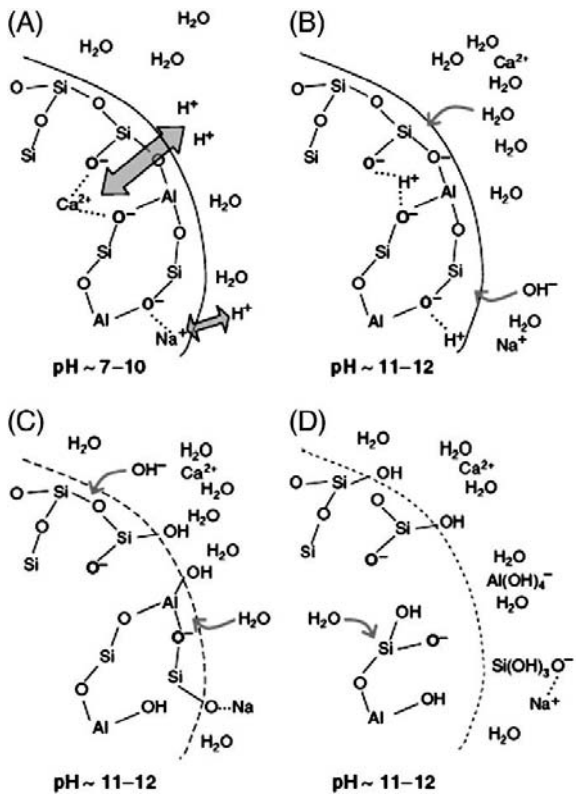 (A)
H₂O
H₂O
H₂O
O Si O
H⁺
O Si
H⁺
Si O⁻ O
Ca²⁺ O⁻ Al
H₂O
Si O
O Si
H₂O
Al O⁻
Na⁺ H⁺
pH ~ 7–10
(B)
H₂O
H₂O Ca²⁺
H₂O
O Si O
H₂O
O Si
H₂O
Si O⁻ O⁻
H⁺ Al
H₂O
O⁻
Si O
O Si
OH⁻
Al O⁻
H₂O
H⁺ Na⁺
pH ~ 11–12
(C)
H₂O
H₂O
OH⁻ Ca²⁺
O Si O
H₂O
O Si OH
H₂O
Si O⁻
H₂O
OH
Al
O
H₂O
O⁻
Si Si
O
OH
O Na
Al
H₂O
pH ~ 11–12
(D)
H₂O
H₂O
OH
Ca²⁺
O Si O
H₂O
O Si OH
Si O⁻
H₂O
Al(OH)₄⁻
H₂O
H₂O OH
Si O⁻
Si(OH)₃O⁻
O
OH
Na⁺
Al
H₂O
pH ~ 11–12